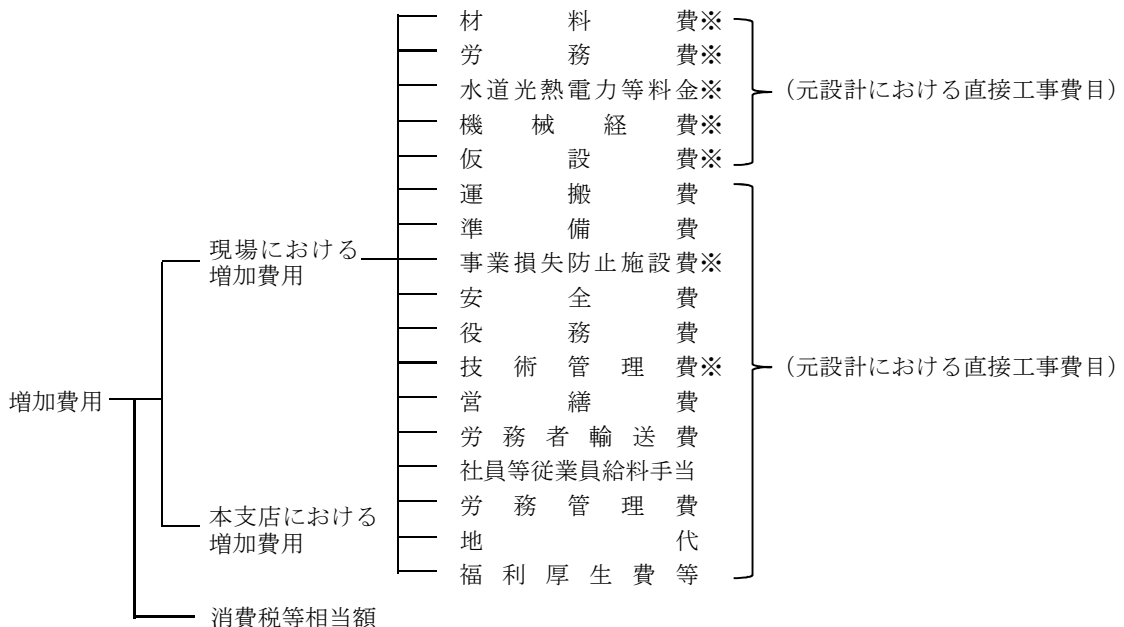 材料費※
労務費※
水道光熱電力等料金※
機械経費※
仮設費※
(元設計における直接工事費目)
運搬費
準備費
事業損失防止施設費※
安全費
役務費
技術管理費※
営繕費
労務者輸送費
社員等従業員給料手当
労務管理費
地代
福利厚生費等
(元設計における直接工事費目)
現場における
増加費用
増加費用
本支店における
増加費用
消費税等相当額